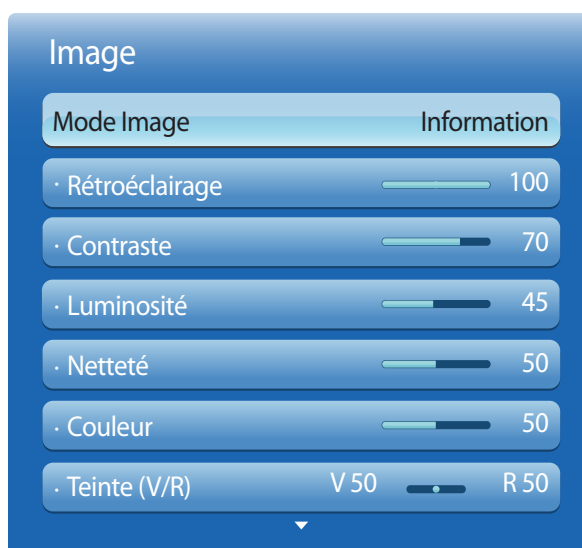 Image
Mode Image Information
· Rétroéclairage 100
· Contraste 70
· Luminosité 45
· Netteté 50
· Couleur 50
· Teinte (V/R) V 50 R 50